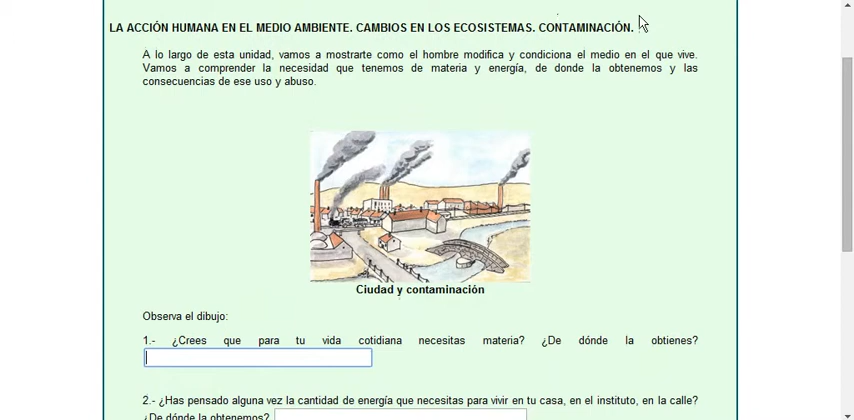 LA ACCIÓN HUMANA EN EL MEDIO AMBIENTE. CAMBIOS EN LOS ECOSISTEMAS. CONTAMINACIÓN.
A lo largo de esta unidad, vamos a mostrarte como el hombre modifica y condiciona el medio en el que vive.
Vamos a comprender la necesidad que tenemos de materia y energía, de donde la obtenemos y las
consecuencias de ese uso y abuso.
Ciudad y contaminación
Observa el dibujo:
1.- ¿Crees que para tu vida cotidiana necesitas materia? ¿De dónde la obtienes?
2.- ¿Has pensado alguna vez la cantidad de energía que necesitas para vivir en tu casa, en el instituto, en la calle?
¿De dónde la obtenemos?